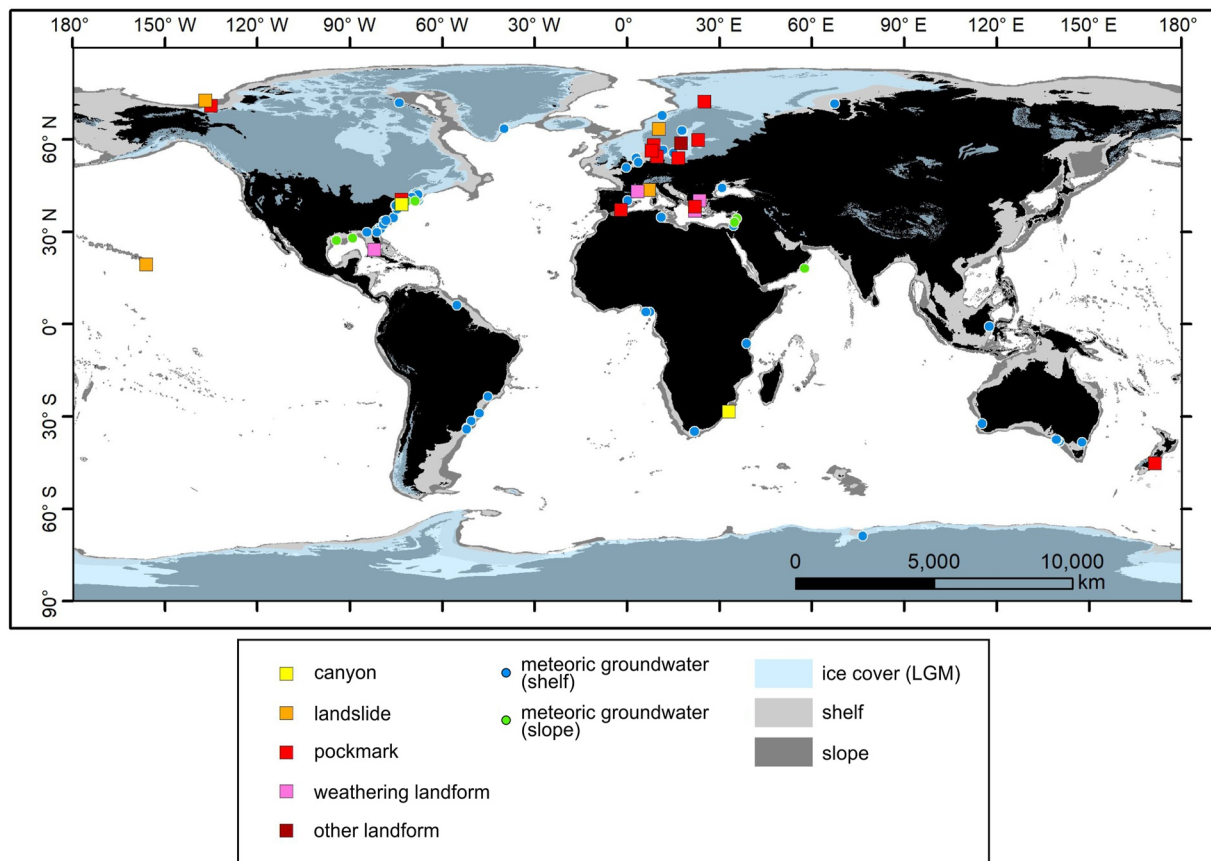 180° 150° W 120° W 90° W 60° W 30° W 0° 30° E 60° E 90° E 120° E 150° E 180°
60° N
30° N
0°
30° S
60° S
90°
0 5,000 10,000
km
canyon
landslide
pockmark
weathering landform
other landform
meteoric groundwater
(shelf)
meteoric groundwater
(slope)
ice cover (LGM)
shelf
slope